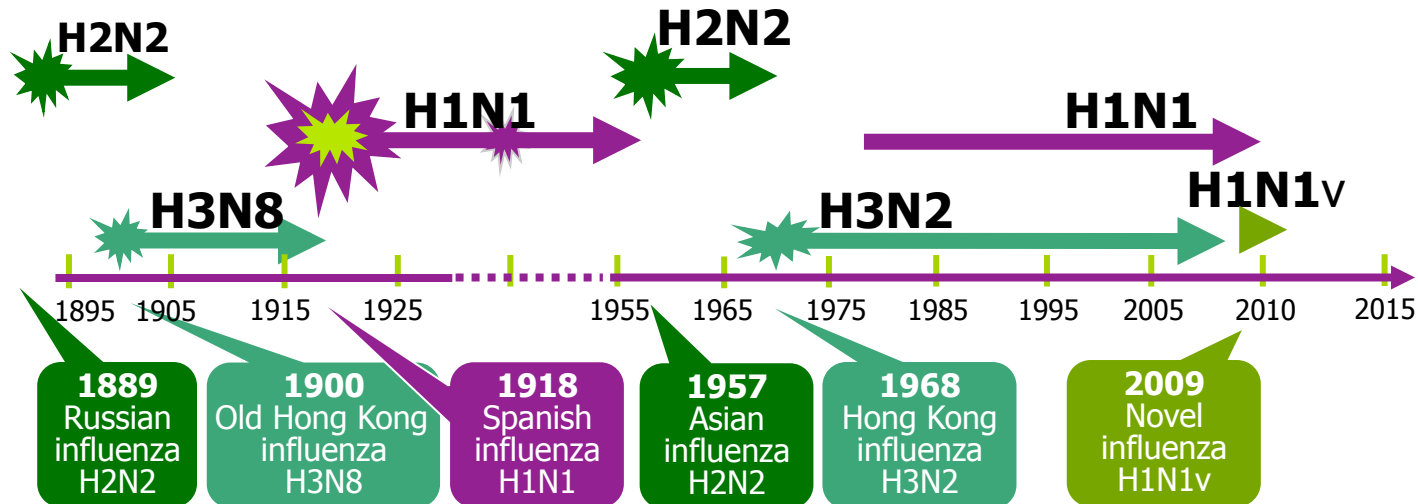 H2N2
H2N2
H1N1
H1N1
H3N8
H3N2
H1N1v
1895
1905
1915
1925
1955
1965
1975
1985
1995
2005
2010
2015
1889
Russian
influenza
H2N2
1900
Old Hong Kong
influenza
H3N8
1918
Spanish
influenza
H1N1
1957
Asian
influenza
H2N2
1968
Hong Kong
influenza
H3N2
2009
Novel
influenza
H1N1v